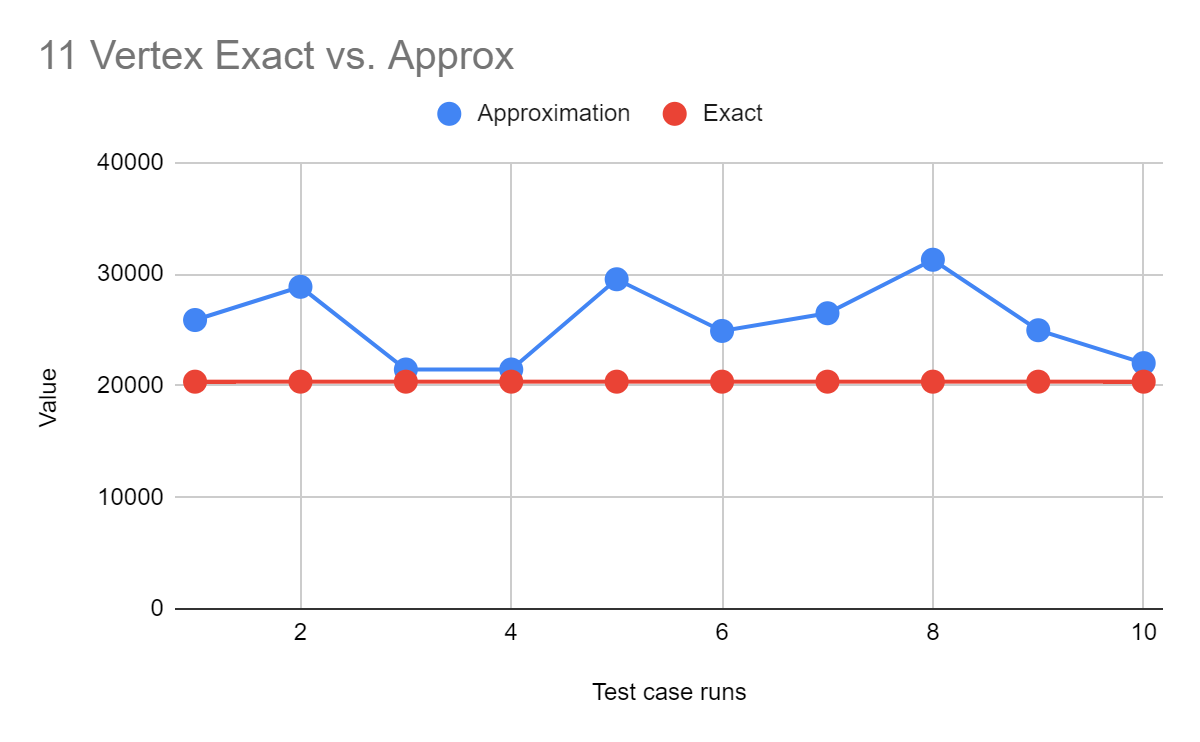 11 Vertex Exact vs. Approx
Approximation
Exact
40000
30000
20000
10000
0
Value
2
4
6
8
10
Test case runs